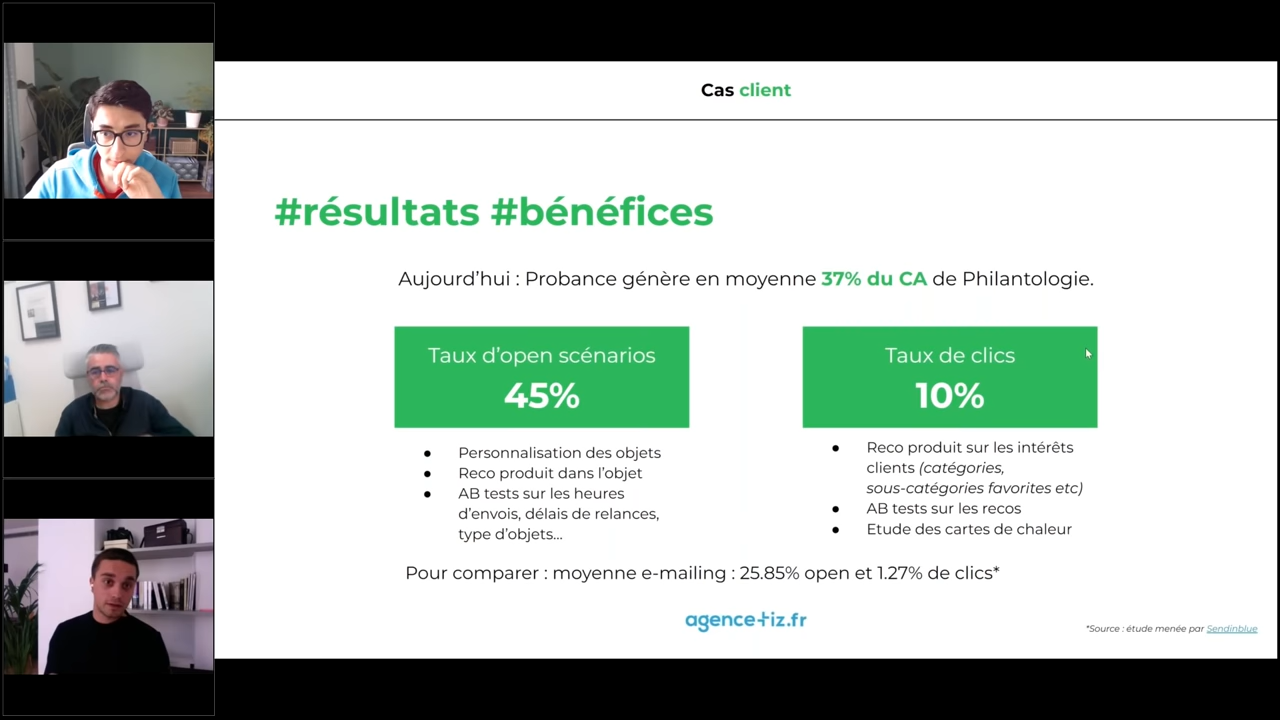 Cas client
#résultats #bénéfices
Aujourd’hui : Probance génère en moyenne 37% du CA de Philantologie.
Taux d’open scénarios
45%
● Personnalisation des objets
● Reco produit dans l’objet
● AB tests sur les heures
d’envois, délais de relances,
type d’objets...
Taux de clics
10%
● Reco produit sur les intérêts
clients (catégories,
sous-catégories favorites etc)
● AB tests sur les recos
● Etude des cartes de chaleur
Pour comparer : moyenne e-mailing : 25.85% open et 1.27% de clics*
agence-tiz.fr
*Source : étude menée par Sendinblue